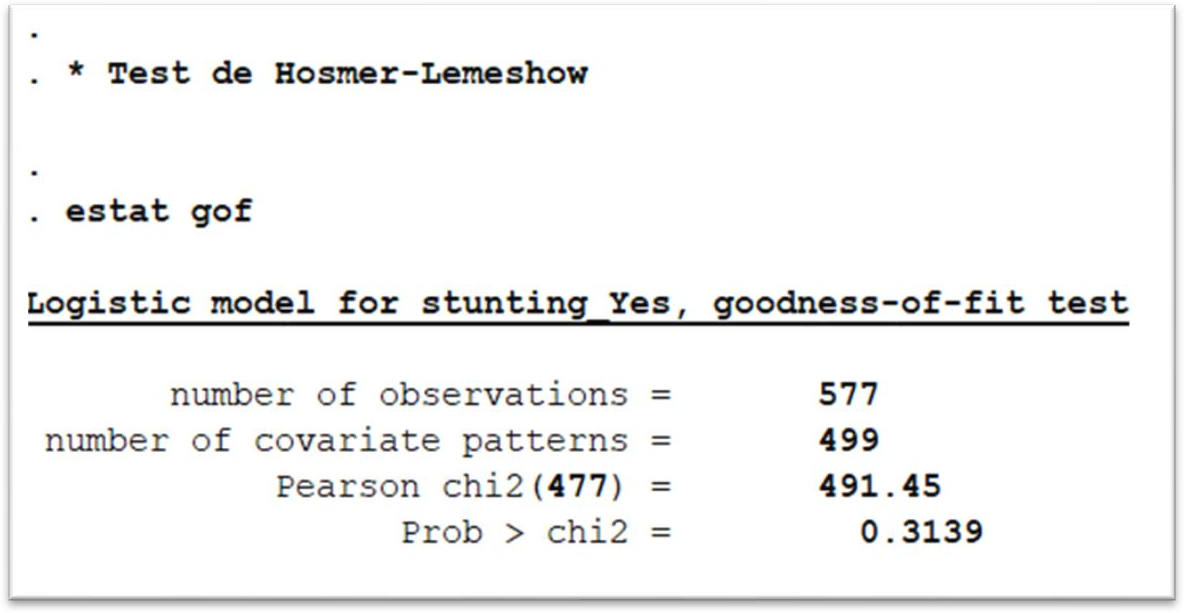 .
. * Test de Hosmer-Lemeshow
.
. estat gof
Logistic model for stunting_Yes, goodness-of-fit test
number of observations = 577
number of covariate patterns = 499
Pearson chi2(477) = 491.45
Prob > chi2 = 0.3139